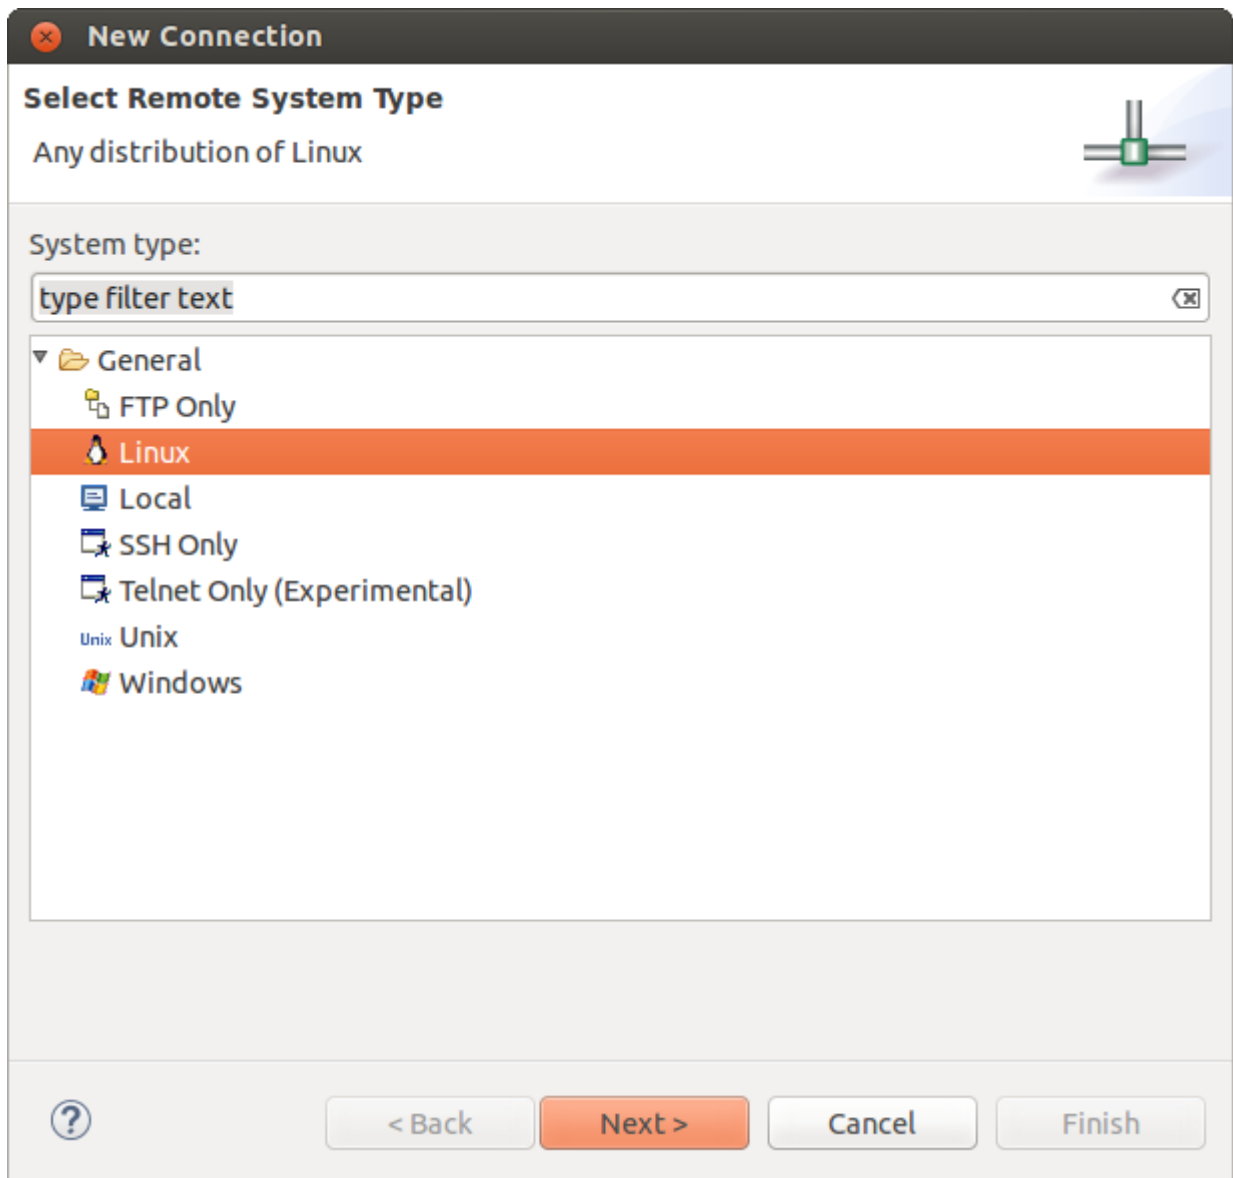 New Connection
Select Remote System Type
Any distribution of Linux
System type:
type filter text
General
FTP Only
Linux
Local
SSH Only
Telnet Only (Experimental)
Unix Unix
Windows
? < Back Next > Cancel Finish